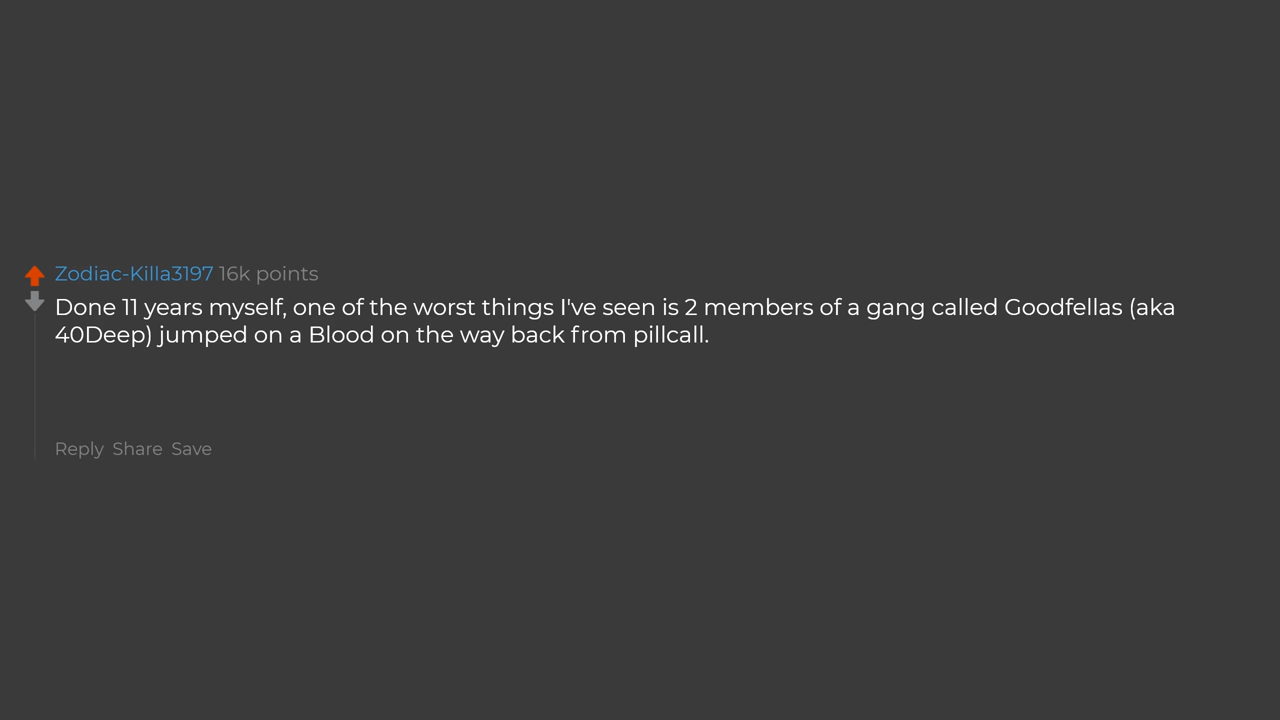 Zodiac-Killa3197 16k points
Done 11 years myself, one of the worst things I've seen is 2 members of a gang called Goodfellas (aka
40Deep) jumped on a Blood on the way back from pillcall.
Reply Share Save